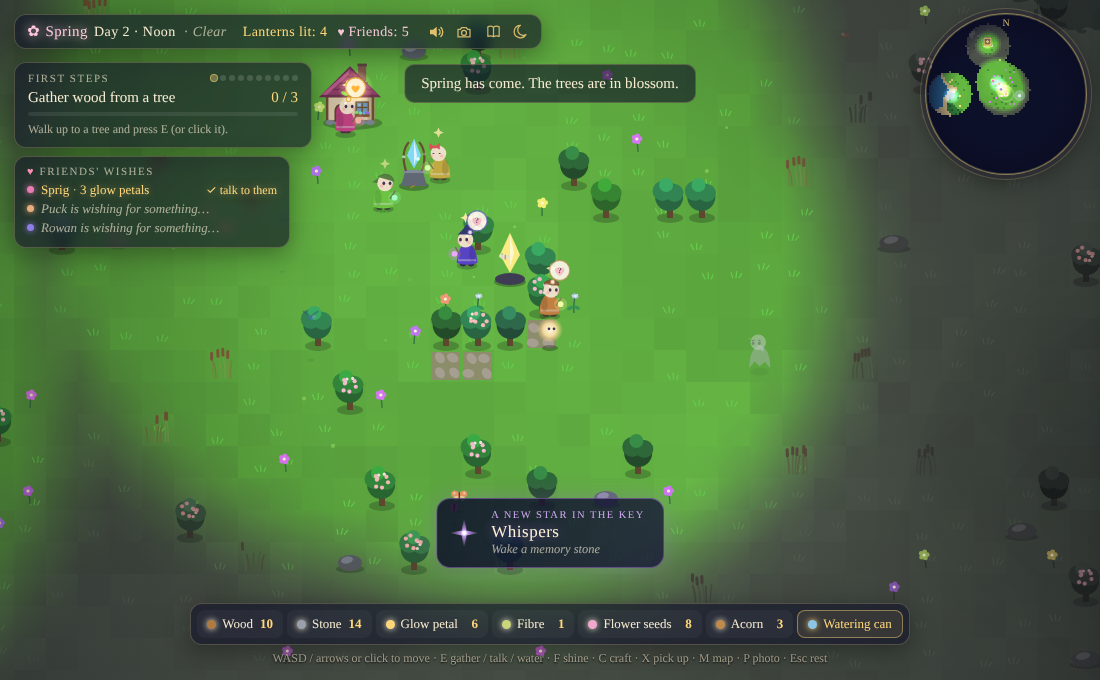 Spring Day 2 · Noon · Clear Lanterns lit: 4 ♥ Friends: 5
N
FIRST STEPS
Gather wood from a tree 0 / 3
Walk up to a tree and press E (or click it).
Spring has come. The trees are in blossom.
♥ FRIENDS' WISHES
Sprig · 3 glow petals ✓ talk to them
Puck is wishing for something…
Rowan is wishing for something…
A NEW STAR IN THE KEY
Whispers
Wake a memory stone
Wood 10 Stone 14 Glow petal 6 Fibre 1 Flower seeds 8 Acorn 3 Watering can
WASD / arrows or click to move · E gather / talk / water · F shine · C craft · X pick up · M map · P photo · Esc rest